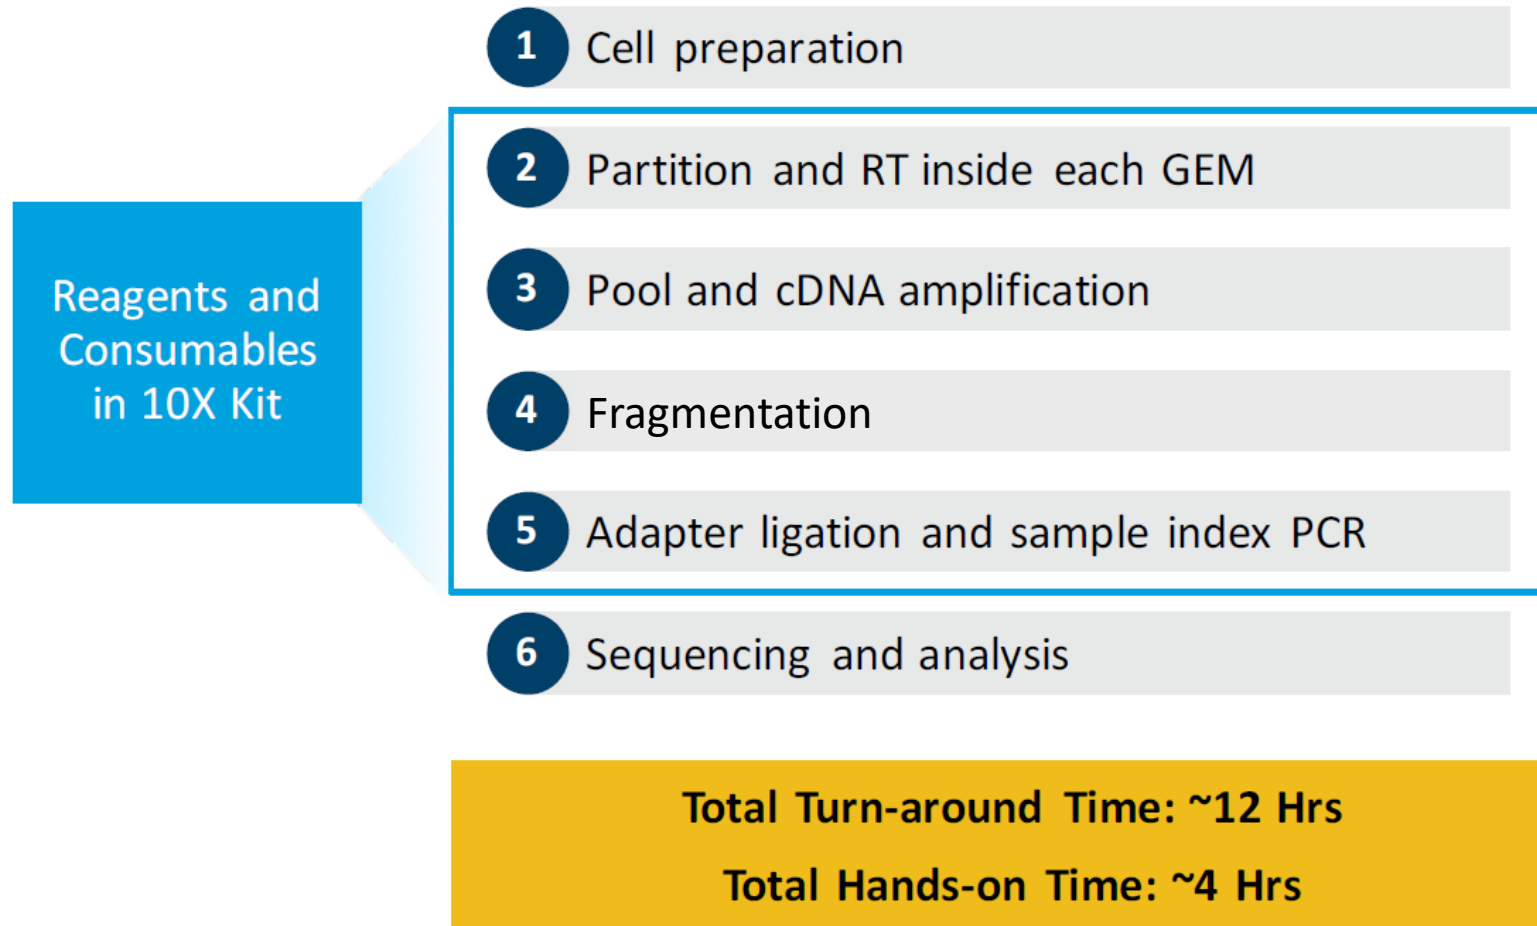 1 Cell preparation
2 Partition and RT inside each GEM
3 Pool and cDNA amplification
4 Fragmentation
5 Adapter ligation and sample index PCR
6 Sequencing and analysis
Reagents and
Consumables
in 10X Kit
Total Turn-around Time: ~12 Hrs
Total Hands-on Time: ~4 Hrs